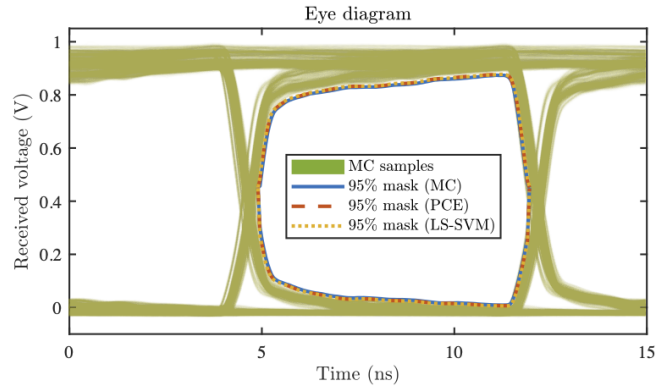 Eye diagram
Received voltage (V)
1
0.8
0.6
0.4
0.2
0
MC samples
95% mask (MC)
95% mask (PCE)
95% mask (LS-SVM)
0
5
10
15
Time (ns)